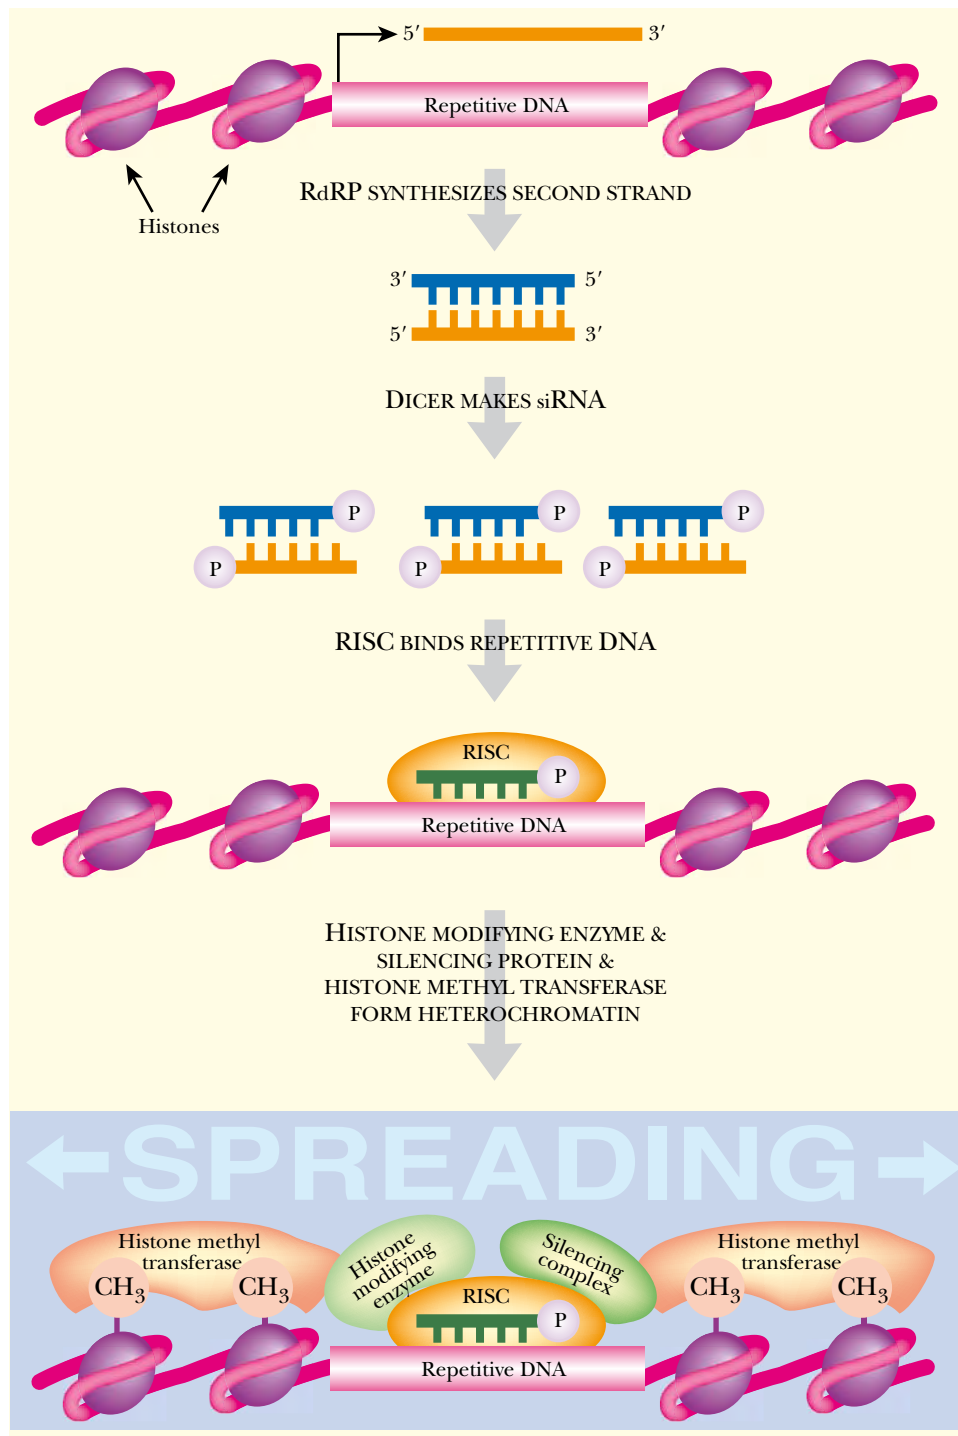 5′ 3′
Repetitive DNA
RdRP SYNTHESIZES SECOND STRAND
Histones
3′ 5′
5′ 3′
DICER MAKES siRNA
P P P
P P P
RISC BINDS REPETITIVE DNA
RISC
P
Repetitive DNA
HISTONE MODIFYING ENZYME &
SILENCING PROTEIN &
HISTONE METHYL TRANSFERASE
FORM HETEROCHROMATIN
SPREADING
Histone methyl
transferase
CH₃ CH₃
Histone
modifying
enzyme
Silencing
complex
Histone methyl
transferase
CH₃ CH₃
RISC
P
Repetitive DNA